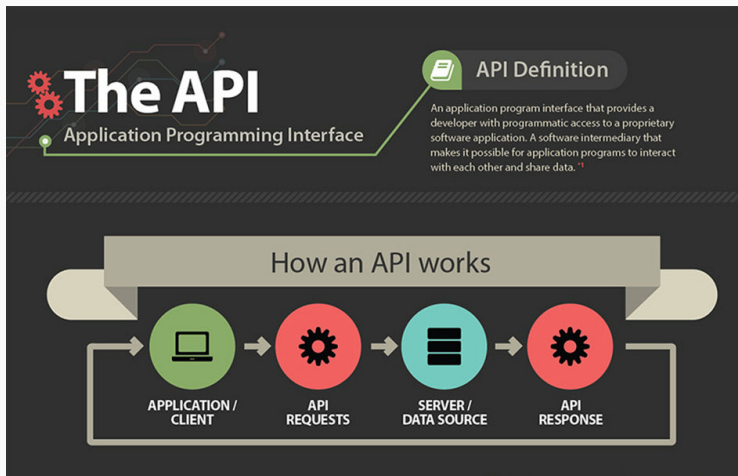 The API
Application Programming Interface
API Definition
An application program interface that provides a
developer with programmatic access to a proprietary
software application. A software intermediary that
makes it possible for application programs to interact
with each other and share data. *1
How an API works
APPLICATION /
CLIENT
API
REQUESTS
SERVER /
DATA SOURCE
API
RESPONSE